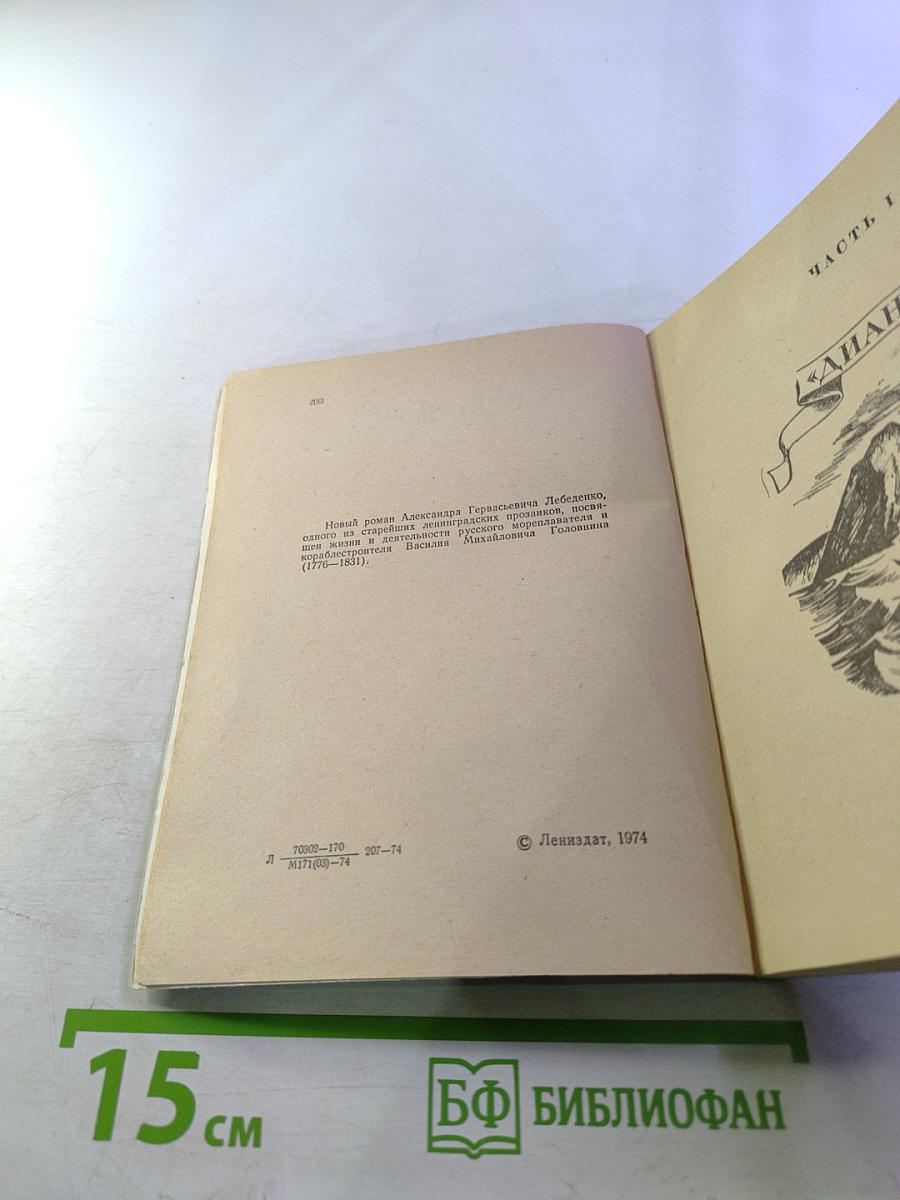 Л33
Новый роман Александра Гервасьевича Лебеденко,
одного из старейших ленинградских прозаиков, посвя-
щен жизни и деятельности русского мореплавателя и
кораблестроителя Василия Михайловича Головнина
(1776—1831).
Л 70302—170 207—74
М171(03)—74
© Лениздат, 1974
ЧАСТЬ I
«ДИАН
15 см
БФ БИБЛИОФАН